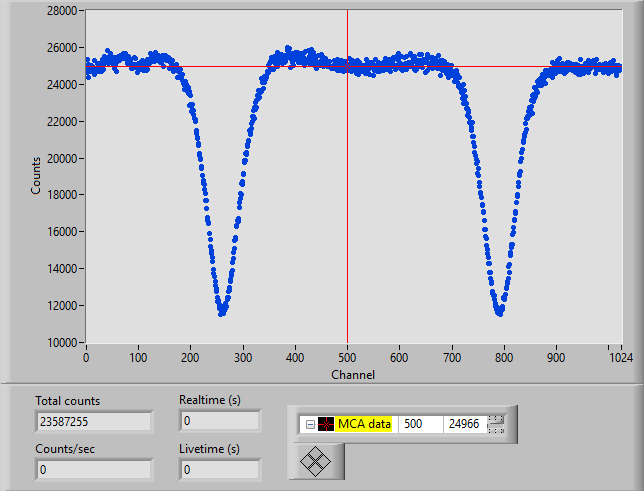 28000
26000
24000
22000
20000
18000
16000
14000
12000
10000
Counts
0 100 200 300 400 500 600 700 800 900 1024
Channel
Total counts Realtime (s)
23587255 0
MCA data 500 24966
Counts/sec Livetime (s)
0 0